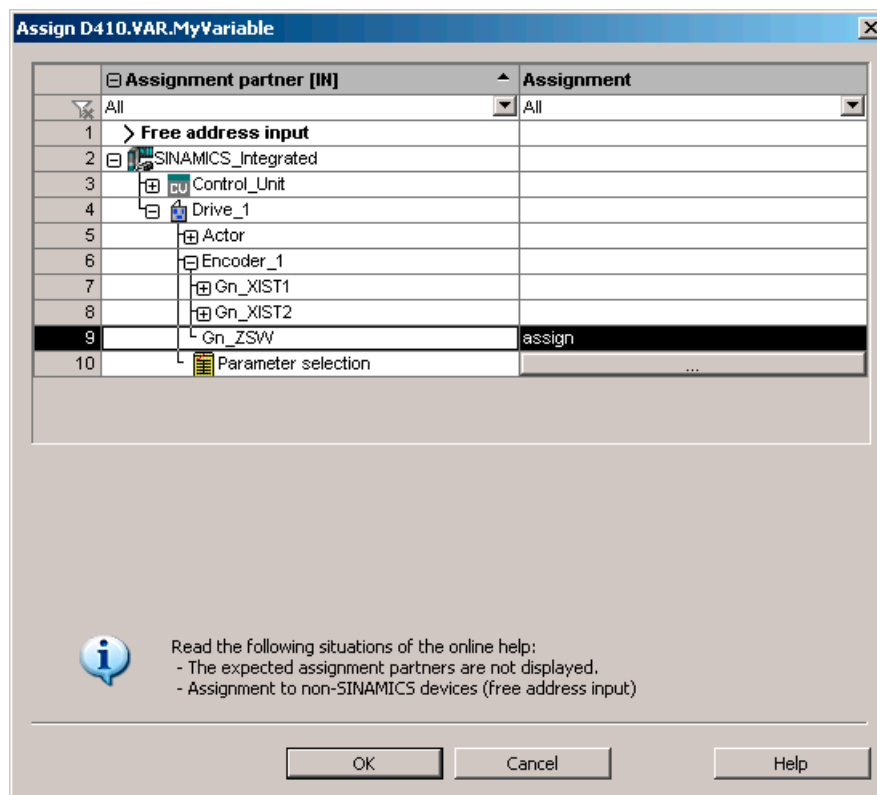 Assign D410.VAR.MyVariable
Assignment partner [IN] Assignment
All All
1 Free address input
2 SINAMICS_Integrated
3 CU Control_Unit
4 Drive_1
5 Actor
6 Encoder_1
7 Gn_XIST1
8 Gn_XIST2
9 Gn_ZSW assign
10 Parameter selection ...
Read the following situations of the online help:
- The expected assignment partners are not displayed.
- Assignment to non-SINAMICS devices (free address input)
OK Cancel Help